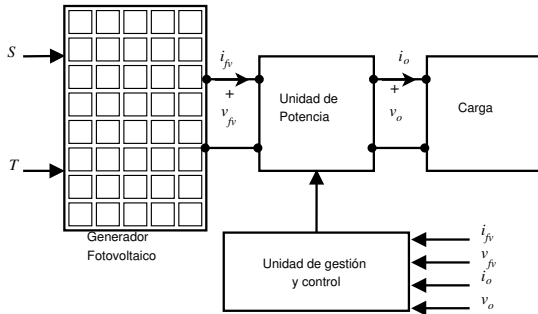 S
T
i_fv
+
v_fv
i_o
+
v_o
Unidad de
Potencia
Carga
Generador
Fotovoltaico
Unidad de gestión
y control
i_fv
v_fv
i_o
v_o